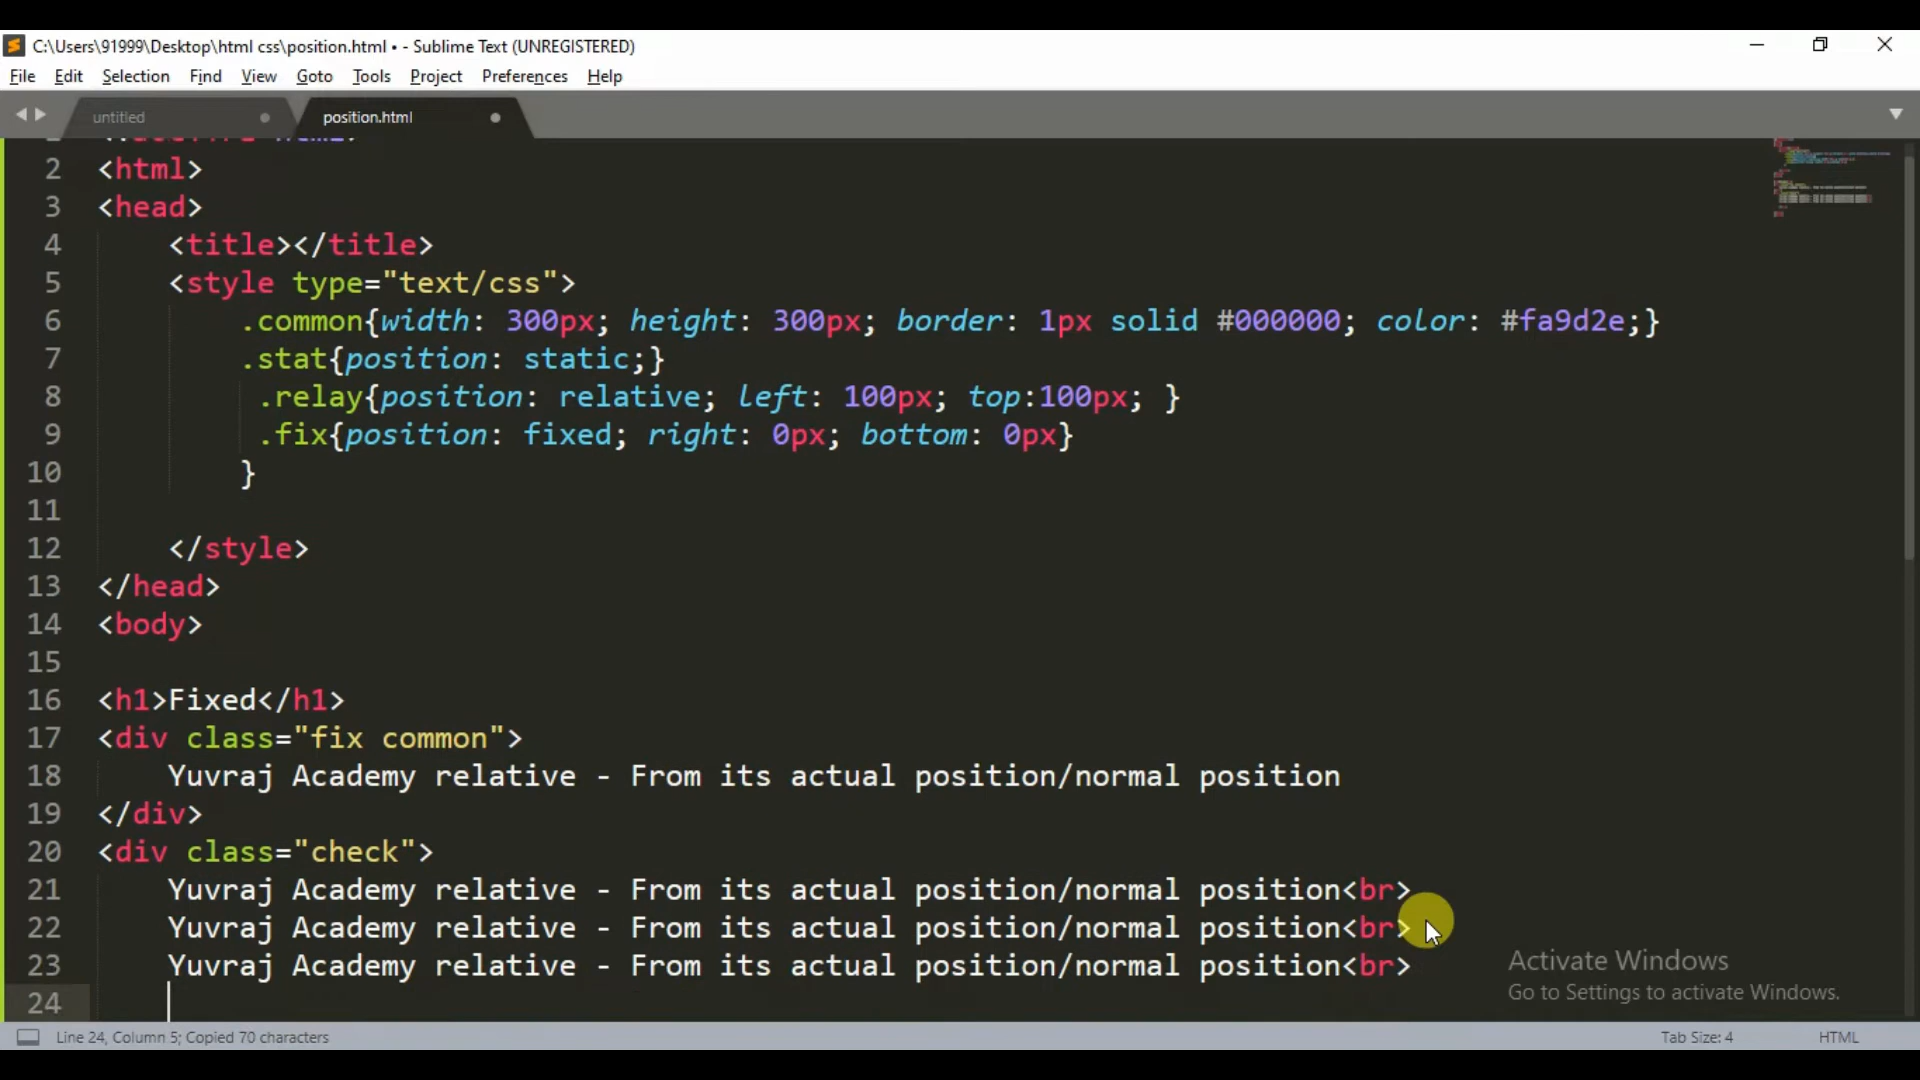 C:\Users\91999\Desktop\html css\position.html • - Sublime Text (UNREGISTERED)
File Edit Selection Find View Goto Tools Project Preferences Help
untitled position.html
2 <html>
3 <head>
4 <title></title>
5 <style type="text/css">
6 .common{width: 300px; height: 300px; border: 1px solid #000000; color: #fa9d2e;}
7 .stat{position: static;}
8 .relay{position: relative; left: 100px; top:100px; }
9 .fix{position: fixed; right: 0px; bottom: 0px}
10 }
11
12 </style>
13 </head>
14 <body>
15
16 <h1>Fixed</h1>
17 <div class="fix common">
18 Yuvraj Academy relative - From its actual position/normal position
19 </div>
20 <div class="check">
21 Yuvraj Academy relative - From its actual position/normal position<br>
22 Yuvraj Academy relative - From its actual position/normal position<br>
23 Yuvraj Academy relative - From its actual position/normal position<br>
24
Activate Windows
Go to Settings to activate Windows.
Line 24, Column 5; Copied 70 characters Tab Size: 4 HTML